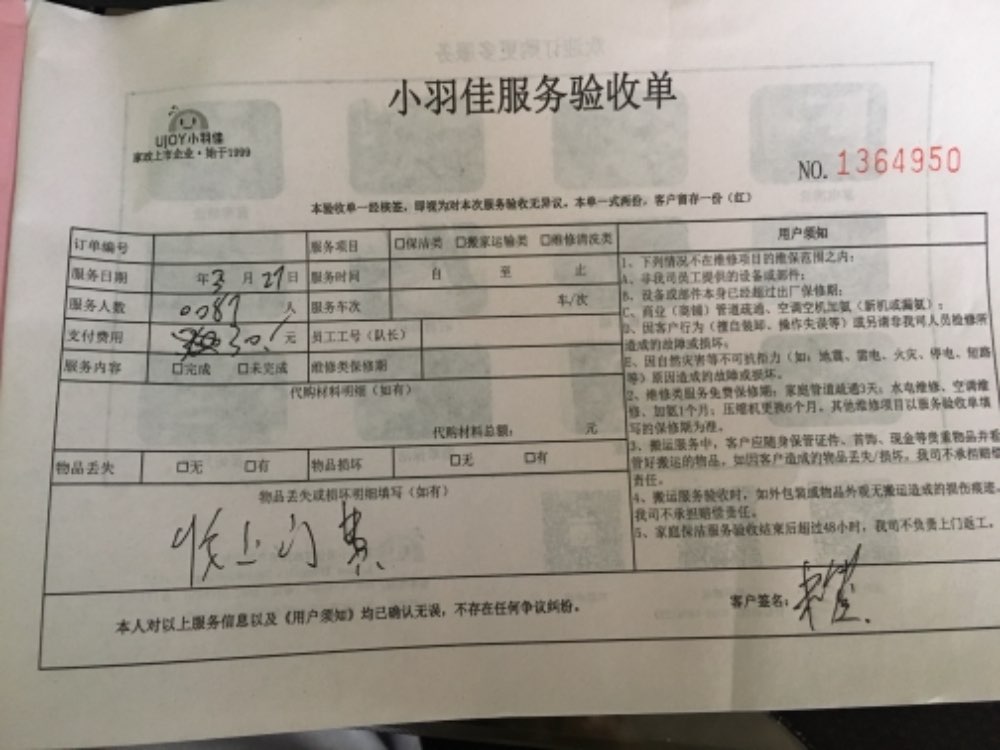 小羽佳服务验收单
UJOY小羽佳
家政上市企业·始于1999
NO. 1364950
本验收单一经核签,即视为对本次服务验收无异议。本单一式两份,客户留存一份(红)
订单编号 服务项目 □保洁类 □搬家运输类 □维修清洗类
服务日期 年3月27日 服务时间 自 至 止
服务人数 0087 人 服务车次 车/次
支付费用 30. 元 员工工号(队长)
服务内容 □完成 □未完成 维修类保修期
代购材料明细(如有)
代购材料总额: 元
物品丢失 □无 □有 物品损坏 □无 □有
物品丢失或损坏明细填写(如有)
收上门费
用户须知
1、下列情况不在维修项目的维保范围之内:
A、非我司员工提供的设备或部件;
B、设备或部件本身已经超过出厂保修期;
C、商业(商铺)管道疏通、空调空机加氨(新机或漏氨);
D、因客户行为(擅自装卸、操作失误等)或另请非我司人员检修所
造成的故障或损坏;
E、因自然灾害等不可抗拒力(如:地震、雷电、火灾、停电、短路
等)原因造成的故障或损坏。
2、维修类服务免费保修期:家庭管道疏通3天;水电维修、空调维
修、加氨1个月;压缩机更换6个月。其他维修项目以服务验收单填
写的保修期为准。
3、搬运服务中,客户应随身保管证件、首饰、现金等贵重物品并看
管好搬运的物品,如因客户造成的物品丢失/损坏,我司不承担赔偿
责任。
4、搬运服务验收时,如外包装或物品外观无搬运造成的损伤痕迹,
我司不承担赔偿责任。
5、家庭保洁服务验收结束后超过48小时,我司不负责上门返工。
本人对以上服务信息以及《用户须知》均已确认无误,不存在任何争议纠纷。
客户签名: